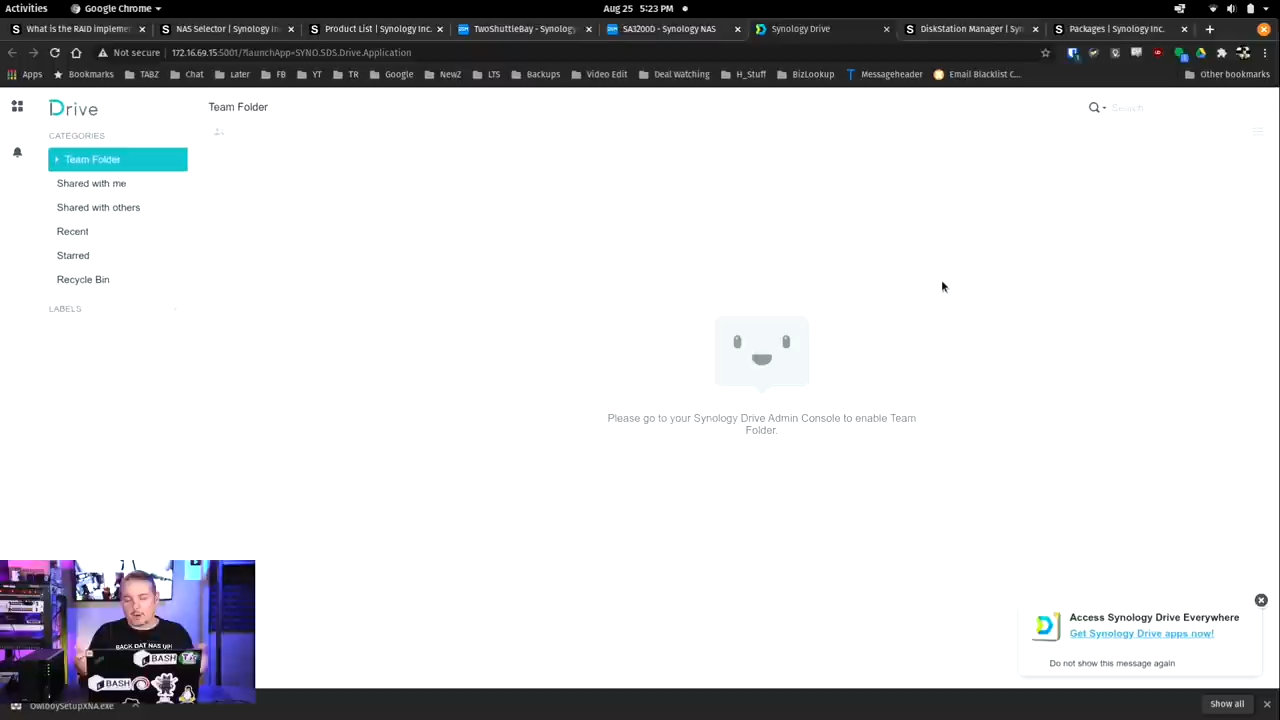 Activities
Google Chrome
Aug 25 5:23 PM
What is the RAID implemen
NAS Selector | Synology In
Product List | Synology Inc.
TwoShuttleBay - Synology
SA3200D - Synology NAS
Synology Drive
DiskStation Manager | Syn
Packages | Synology Inc.
Not secure
172.16.69.15:5001/?launchApp=SYNO.SDS.Drive.Application
Apps
Bookmarks
TABZ
Chat
Later
FB
YT
TR
Google
NewZ
LTS
Backups
Video Edit
Deal Watching
H_Stuff
BizLookup
Messageheader
Email Blacklist C...
Other bookmarks
Drive
Team Folder
Search
CATEGORIES
Team Folder
Shared with me
Shared with others
Recent
Starred
Recycle Bin
LABELS
Please go to your Synology Drive Admin Console to enable Team
Folder.
Access Synology Drive Everywhere
Get Synology Drive apps now!
Do not show this message again
BACK DAT NAS UP!
BASH
BASH
OwlboySetupXNA.exe
Show all